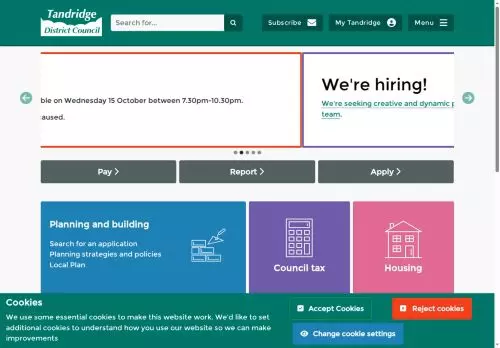 Tandridge
District Council
Search for...
Subscribe
My Tandridge
Menu
ble on Wednesday 15 October between 7.30pm-10.30pm.
aused.
We're hiring!
We're seeking creative and dynamic p
team.
Pay
Report
Apply
Planning and building
Search for an application
Planning strategies and policies
Local Plan
Council tax
Housing
Cookies
We use some essential cookies to make this website work. We'd like to set
additional cookies to understand how you use our website so we can make
improvements
Accept Cookies
Reject cookies
Change cookie settings